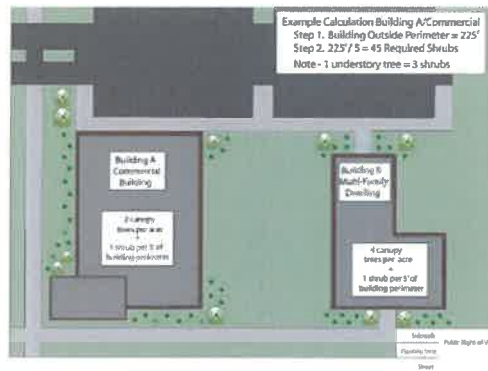 Example Calculation Building A/Commercial
Step 1. Building Outside Perimeter = 225'
Step 2. 225'/ 5 = 45 Required Shrubs
Note - 1 understory tree = 3 shrubs
Building A
Commercial
Building
2 canopy
trees per acre
+
1 shrub per 5' of
building perimeter
Building B
Multi-Family
Dwelling
4 canopy
trees per acre
+
1 shrub per 5' of
building perimeter
Sidewalk
Public Right of
Planting Strip
Street